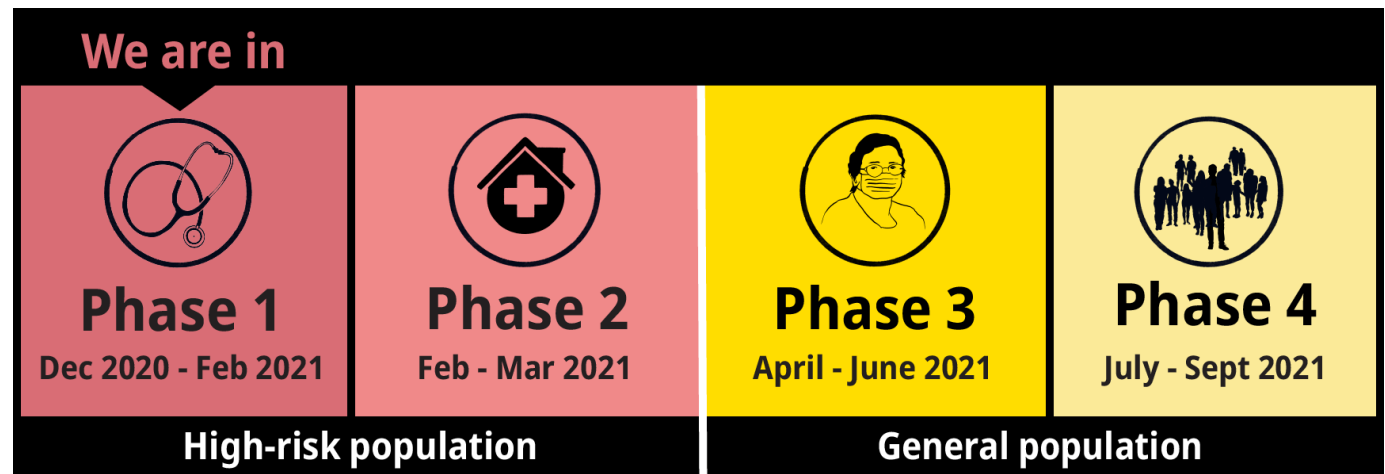 We are in
Phase 1
Dec 2020 - Feb 2021
Phase 2
Feb - Mar 2021
High-risk population
Phase 3
April - June 2021
Phase 4
July - Sept 2021
General population